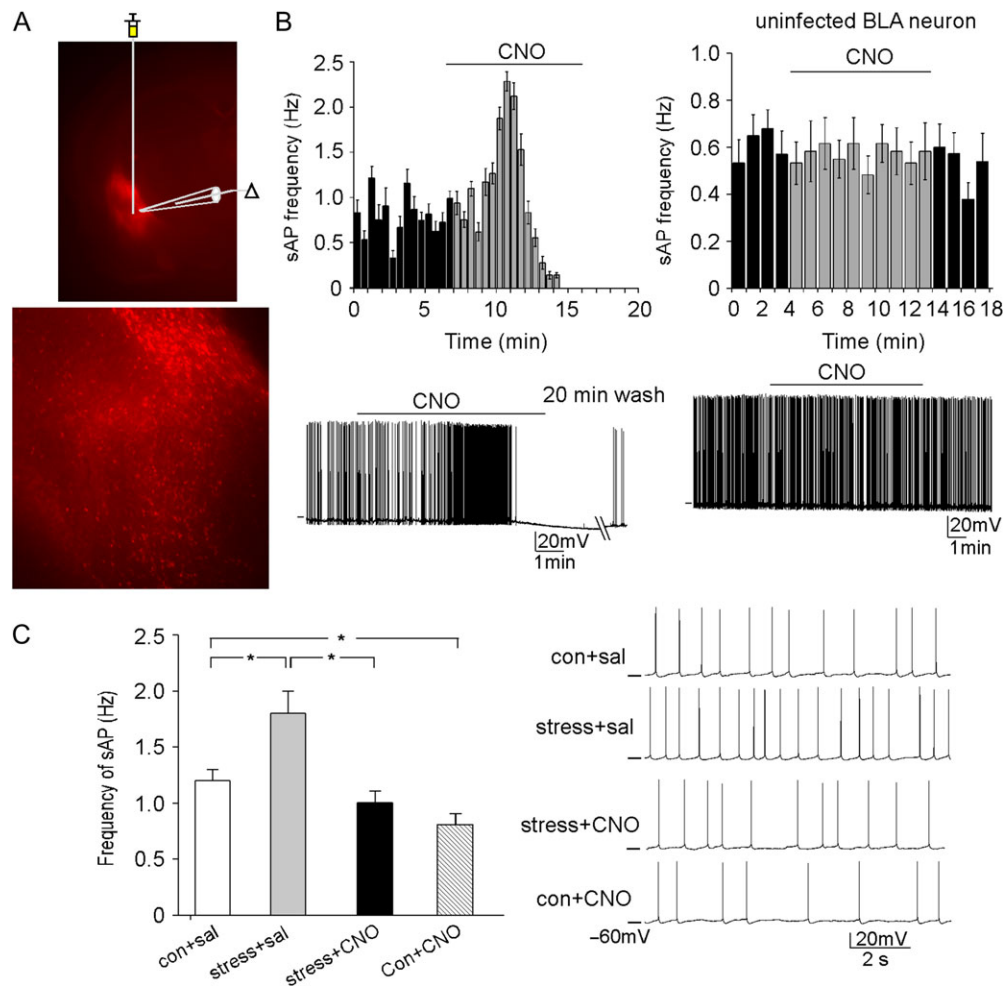 A
B
CNO
2.5
2.0
1.5
1.0
0.5
0
sAP frequency (Hz)
0 5 10 15 20
Time (min)
uninfected BLA neuron
CNO
1.0
0.8
0.6
0.4
0.2
0
sAP frequency (Hz)
0 2 4 6 8 10 12 14 16 18
Time (min)
CNO
20 min wash
20mV
1min
CNO
20mV
1min
C
2.5
2.0
1.5
1.0
0.5
0
Frequency of sAP (Hz)
*
* *
con+sal
stress+sal
stress+CNO
Con+CNO
con+sal
stress+sal
stress+CNO
con+CNO
–60mV
20mV
2 s